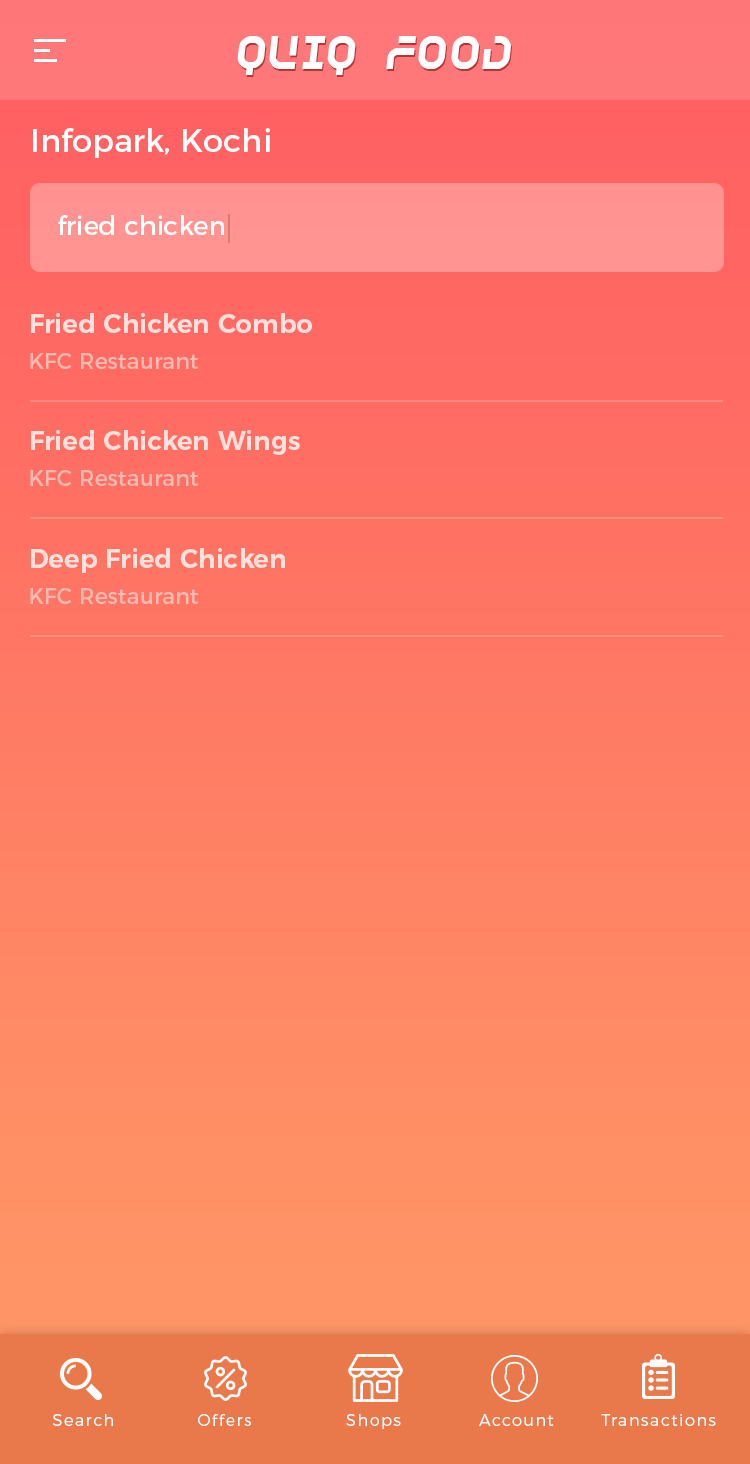 QUIQ FOOD
Infopark, Kochi
fried chicken
Fried Chicken Combo
KFC Restaurant
Fried Chicken Wings
KFC Restaurant
Deep Fried Chicken
KFC Restaurant
Search Offers Shops Account Transactions